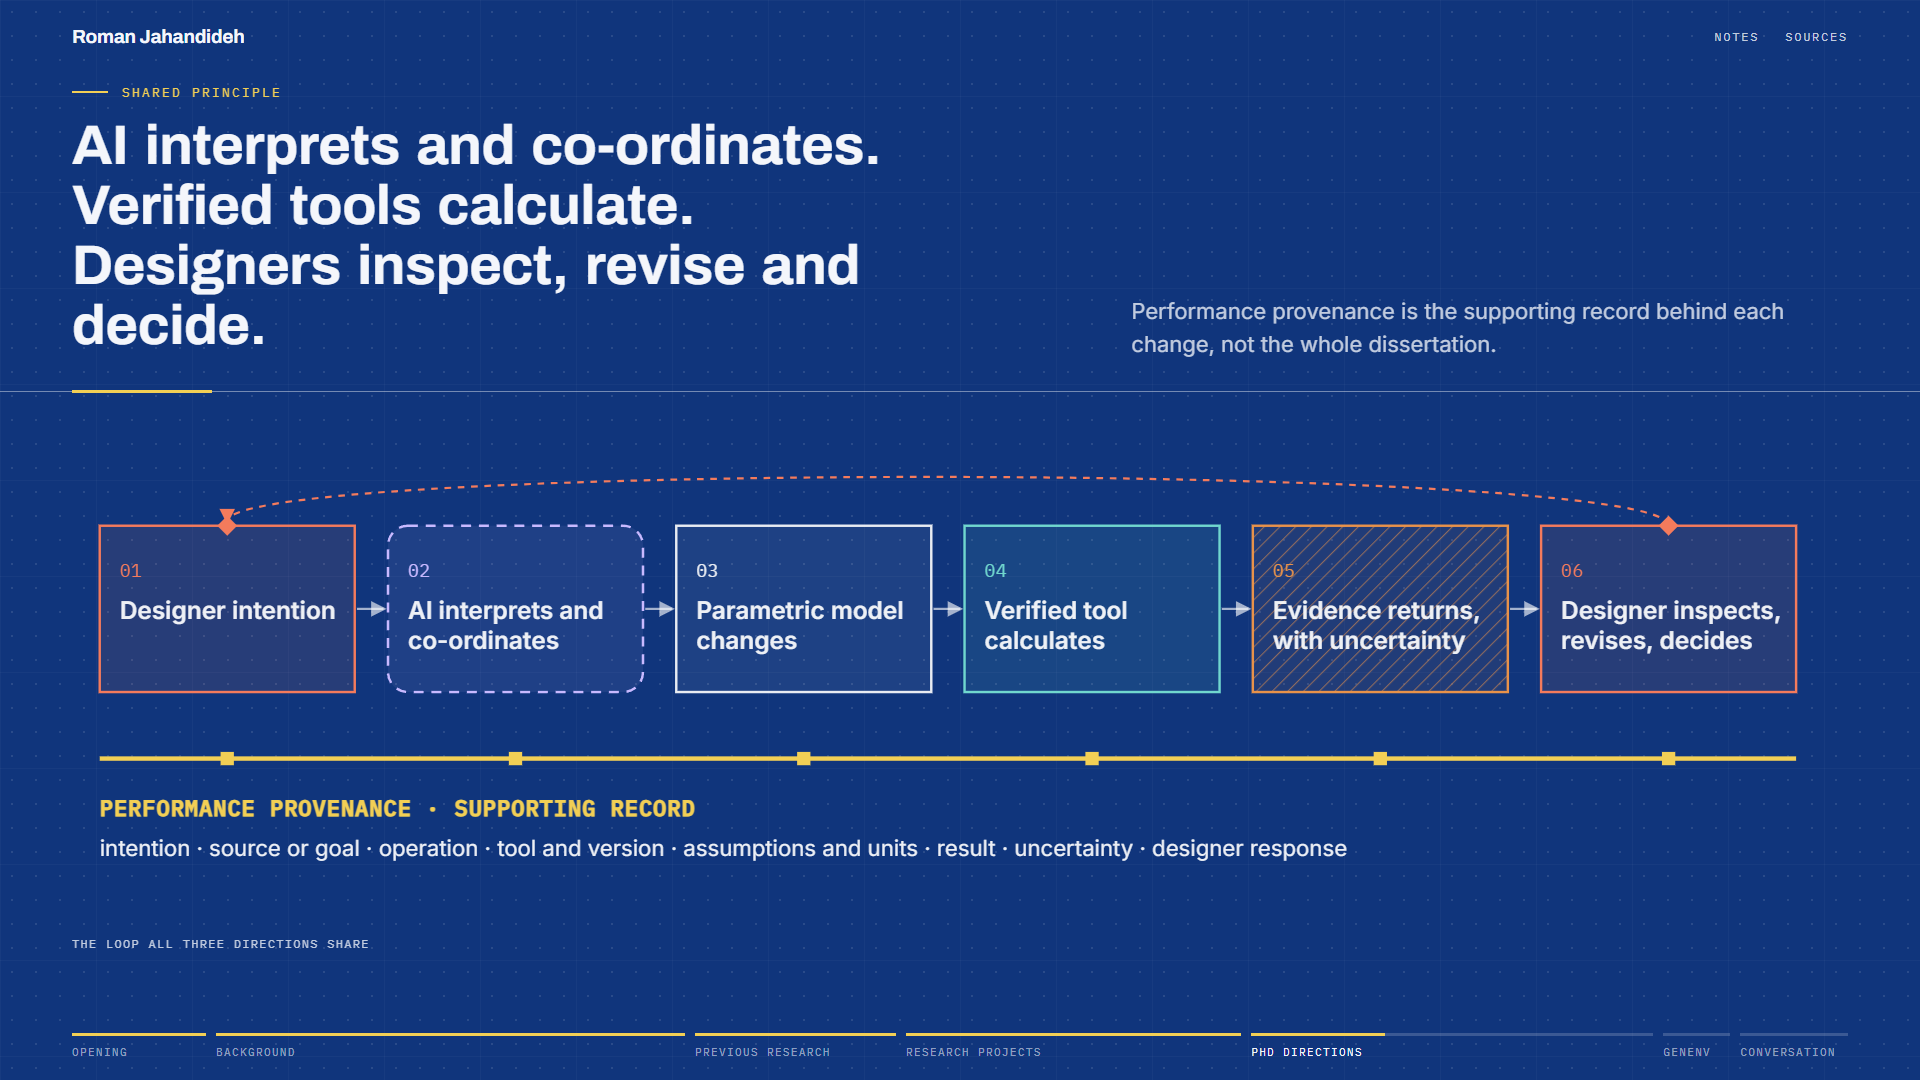 Roman Jahandideh
NOTES SOURCES
SHARED PRINCIPLE
AI interprets and co-ordinates.
Verified tools calculate.
Designers inspect, revise and
decide.
Performance provenance is the supporting record behind each
change, not the whole dissertation.
01
Designer intention
02
AI interprets and
co-ordinates
03
Parametric model
changes
04
Verified tool
calculates
05
Evidence returns,
with uncertainty
06
Designer inspects,
revises, decides
PERFORMANCE PROVENANCE · SUPPORTING RECORD
intention · source or goal · operation · tool and version · assumptions and units · result · uncertainty · designer response
THE LOOP ALL THREE DIRECTIONS SHARE
OPENING BACKGROUND PREVIOUS RESEARCH RESEARCH PROJECTS PHD DIRECTIONS GENENV CONVERSATION